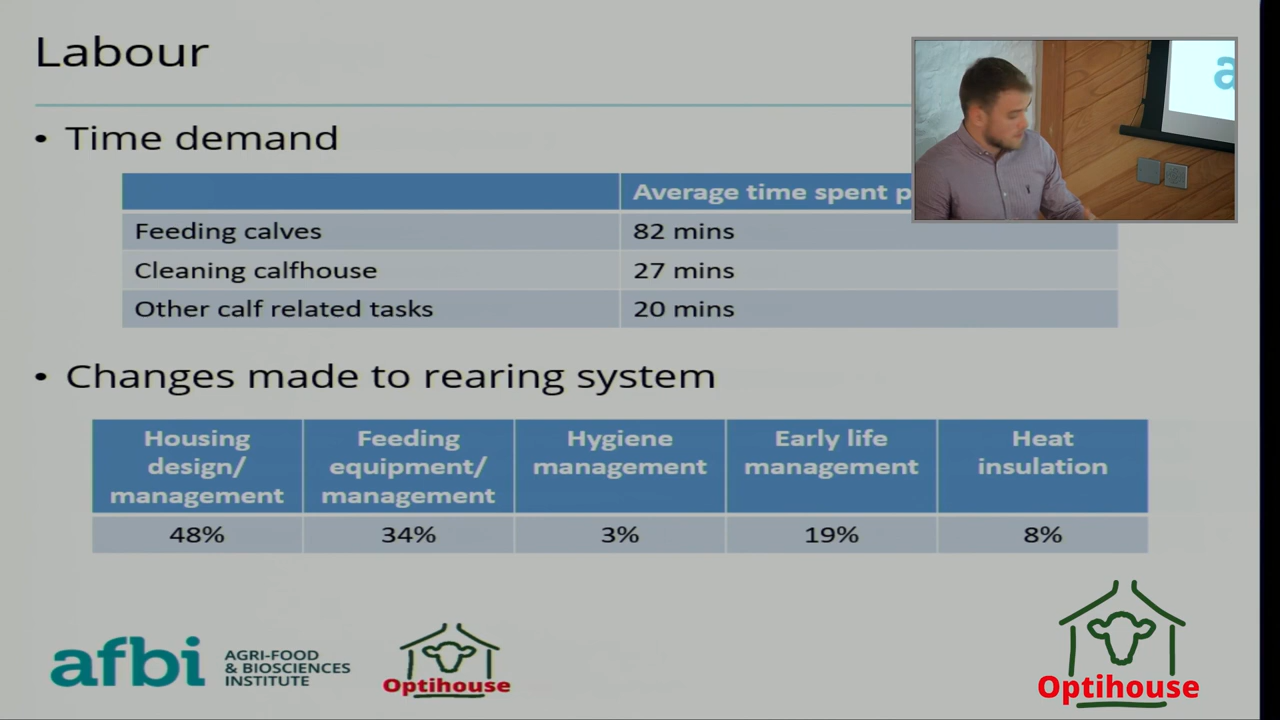 Labour
• Time demand
Average time spent p
Feeding calves 82 mins
Cleaning calfhouse 27 mins
Other calf related tasks 20 mins
• Changes made to rearing system
Housing design/ management
Feeding equipment/ management
Hygiene management
Early life management
Heat insulation
48% 34% 3% 19% 8%
afbi
AGRI-FOOD
& BIOSCIENCES
INSTITUTE
Optihouse
Optihouse